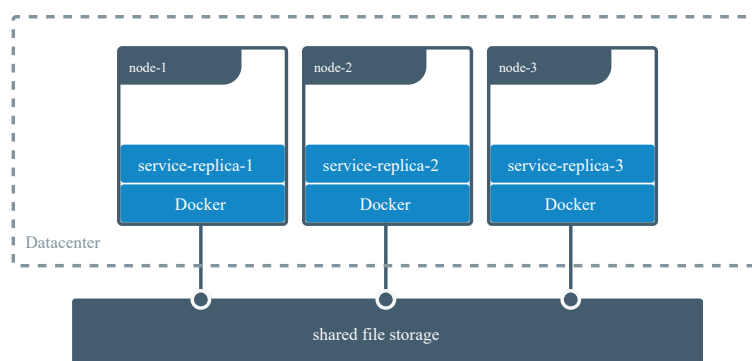 node-1
node-2
node-3
service-replica-1
service-replica-2
service-replica-3
Docker
Docker
Docker
Datacenter
shared file storage